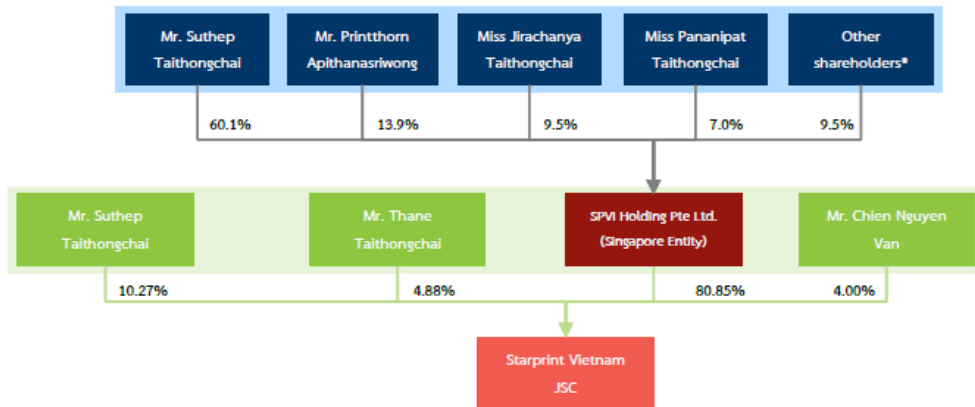 Mr. Suthep
Taithongchai
Mr. Printthorn
Apithanasriwong
Miss Jirachanya
Taithongchai
Miss Pananipat
Taithongchai
Other
shareholders*
60.1%
13.9%
9.5%
7.0%
9.5%
Mr. Suthep
Taithongchai
Mr. Thane
Taithongchai
SPVI Holding Pte Ltd.
(Singapore Entity)
Mr. Chien Nguyen
Van
10.27%
4.88%
80.85%
4.00%
Starprint Vietnam
JSC